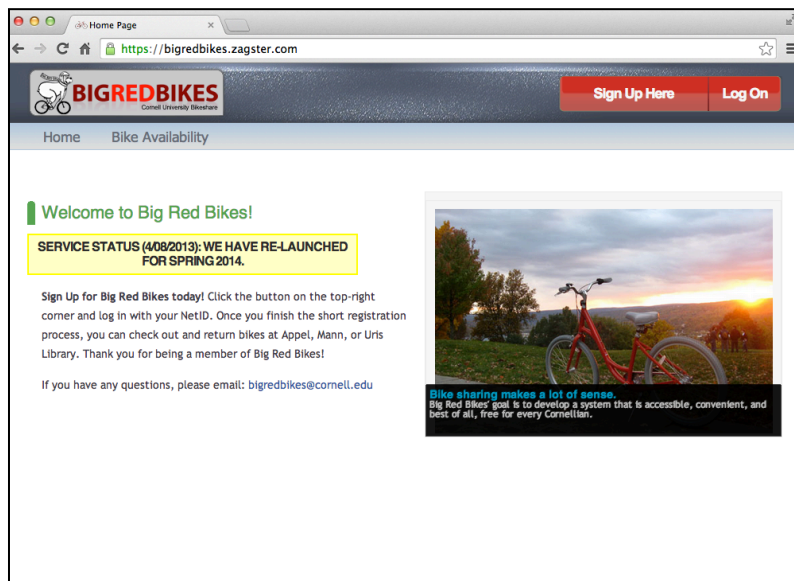 Home Page
https://bigredbikes.zagster.com
BIGREDBIKES
Cornell University Bikeshare
Sign Up Here
Log On
Home
Bike Availability
Welcome to Big Red Bikes!
SERVICE STATUS (4/08/2013): WE HAVE RE-LAUNCHED
FOR SPRING 2014.
Sign Up for Big Red Bikes today! Click the button on the top-right
corner and log in with your NetID. Once you finish the short registration
process, you can check out and return bikes at Appel, Mann, or Uris
Library. Thank you for being a member of Big Red Bikes!
If you have any questions, please email: bigredbikes@cornell.edu
Bike sharing makes a lot of sense.
Big Red Bikes' goal is to develop a system that is accessible, convenient, and
best of all, free for every Cornellian.